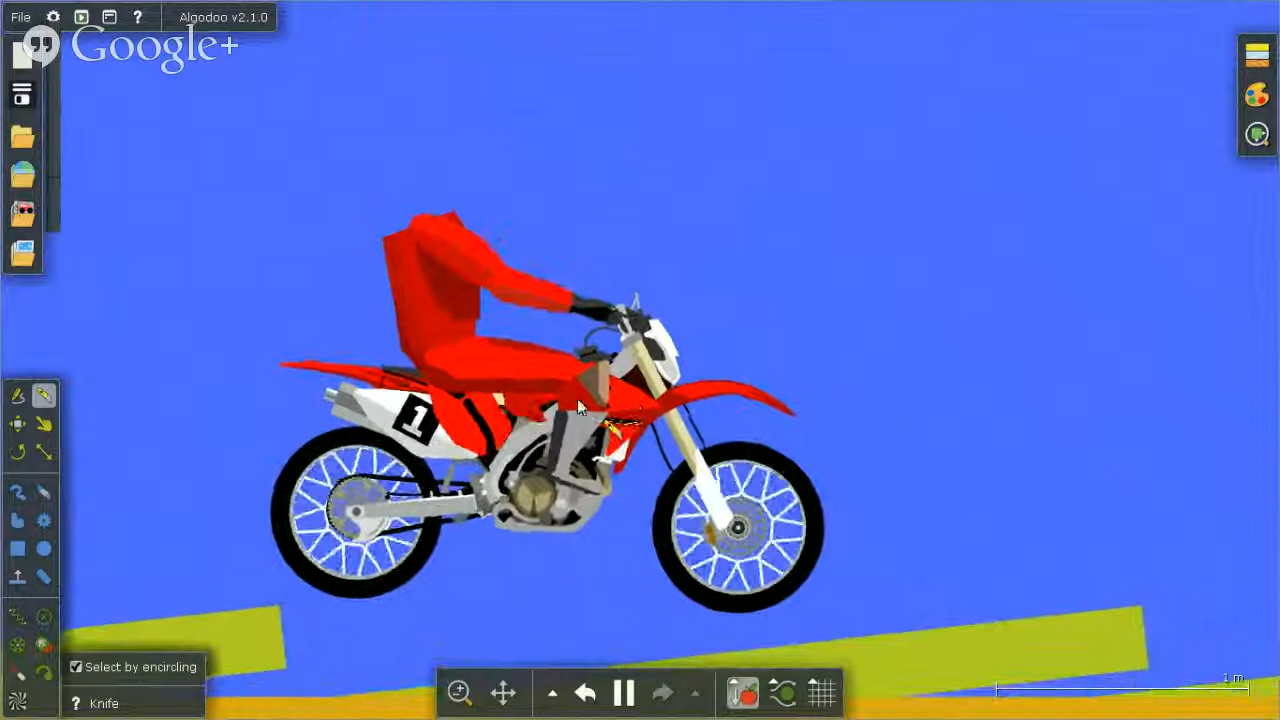 File ? Algodoo v2.1.0
Google+
1
1 m
Select by encircling
? Knife